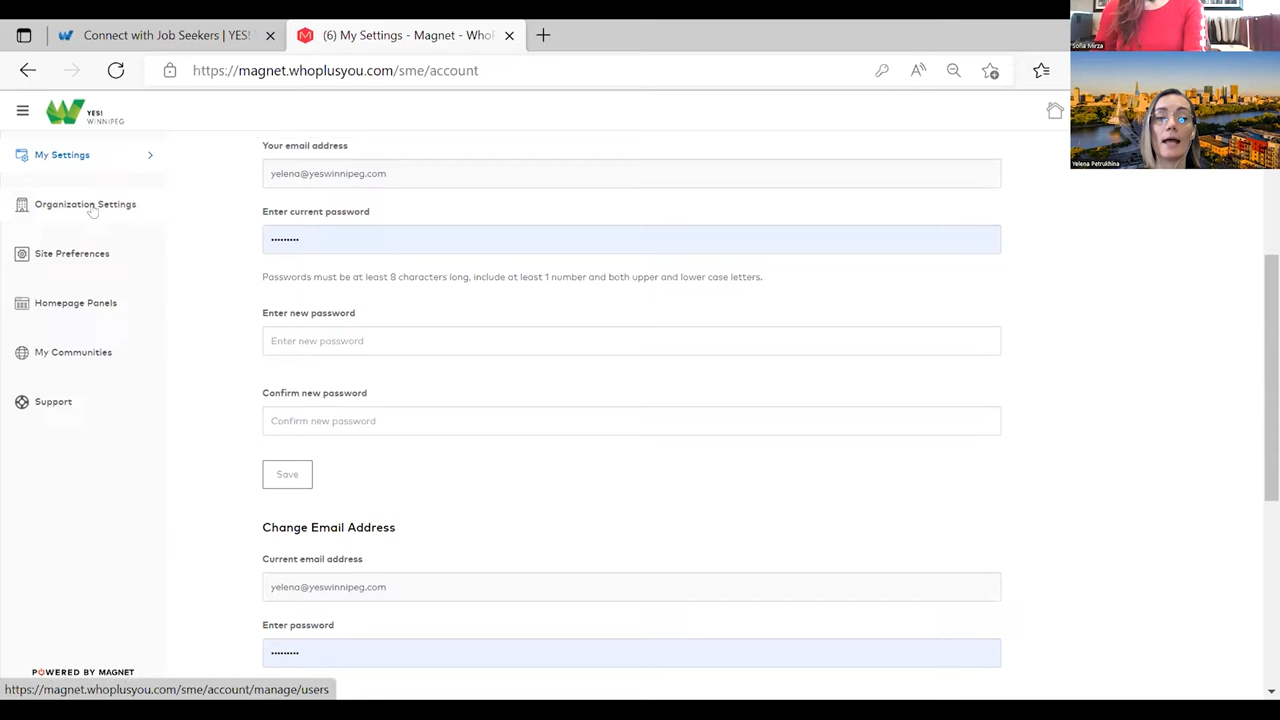 Connect with Job Seekers | YES!
(6) My Settings - Magnet - WhoP
https://magnet.whoplusyou.com/sme/account
Sofia Mirza
Yelena Petrukhina
YES!
WINNIPEG
My Settings
Organization Settings
Site Preferences
Homepage Panels
My Communities
Support
Your email address
yelena@yeswinnipeg.com
Enter current password
Passwords must be at least 8 characters long, include at least 1 number and both upper and lower case letters.
Enter new password
Enter new password
Confirm new password
Confirm new password
Save
Change Email Address
Current email address
yelena@yeswinnipeg.com
Enter password
POWERED BY MAGNET
https://magnet.whoplusyou.com/sme/account/manage/users